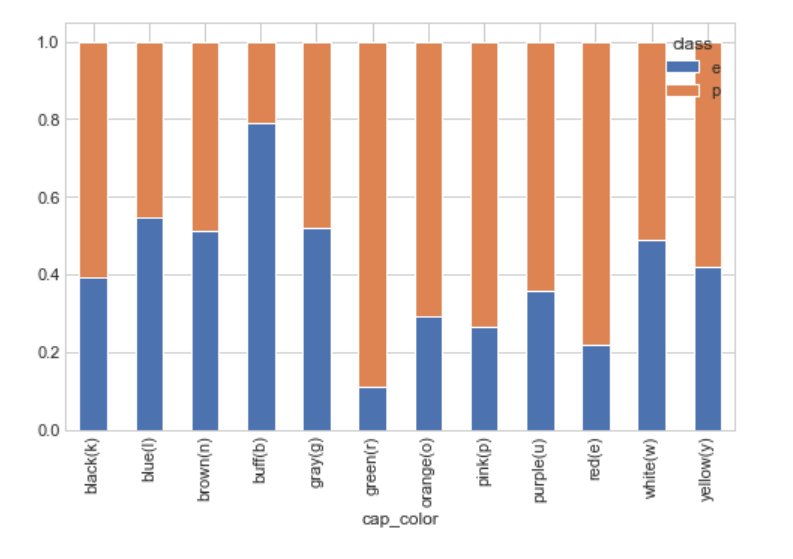 1.0
0.8
0.6
0.4
0.2
0.0
class
e
p
black(k)
blue(l)
brown(n)
buff(b)
gray(g)
green(r)
orange(o)
pink(p)
purple(u)
red(e)
white(w)
yellow(y)
cap_color